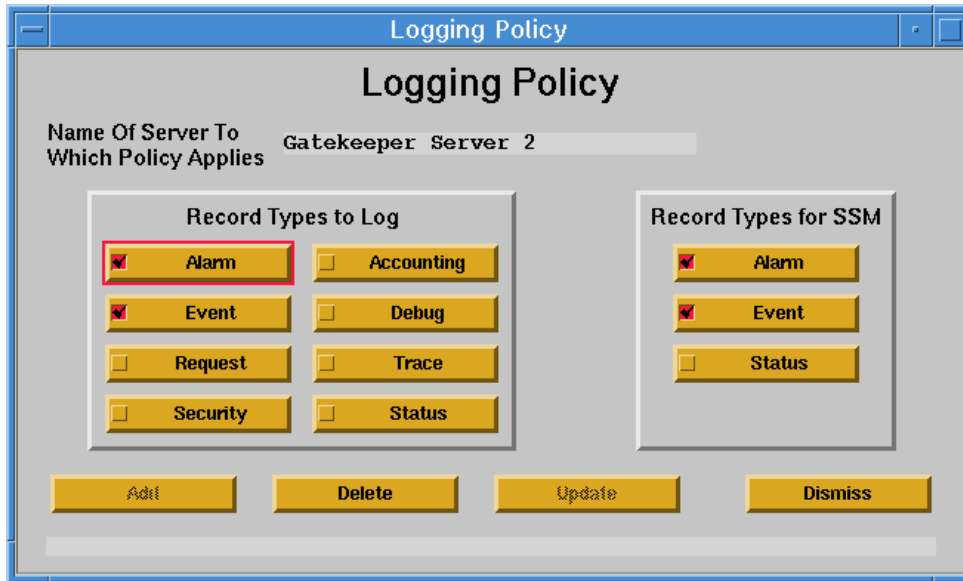 Logging Policy
Logging Policy
Name Of Server To
Which Policy Applies
Gatekeeper Server 2
Record Types to Log
Alarm
Accounting
Event
Debug
Request
Trace
Security
Status
Record Types for SSM
Alarm
Event
Status
Add
Delete
Update
Dismiss